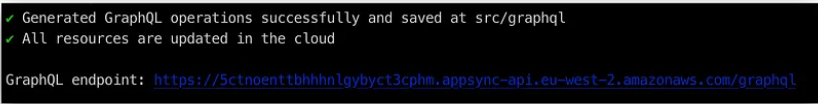 ✔ Generated GraphQL operations successfully and saved at src/graphql
✔ All resources are updated in the cloud
GraphQL endpoint: https://5ctnoenttbhhhnlgybyct3cphm.appsync-api.eu-west-2.amazonaws.com/graphql